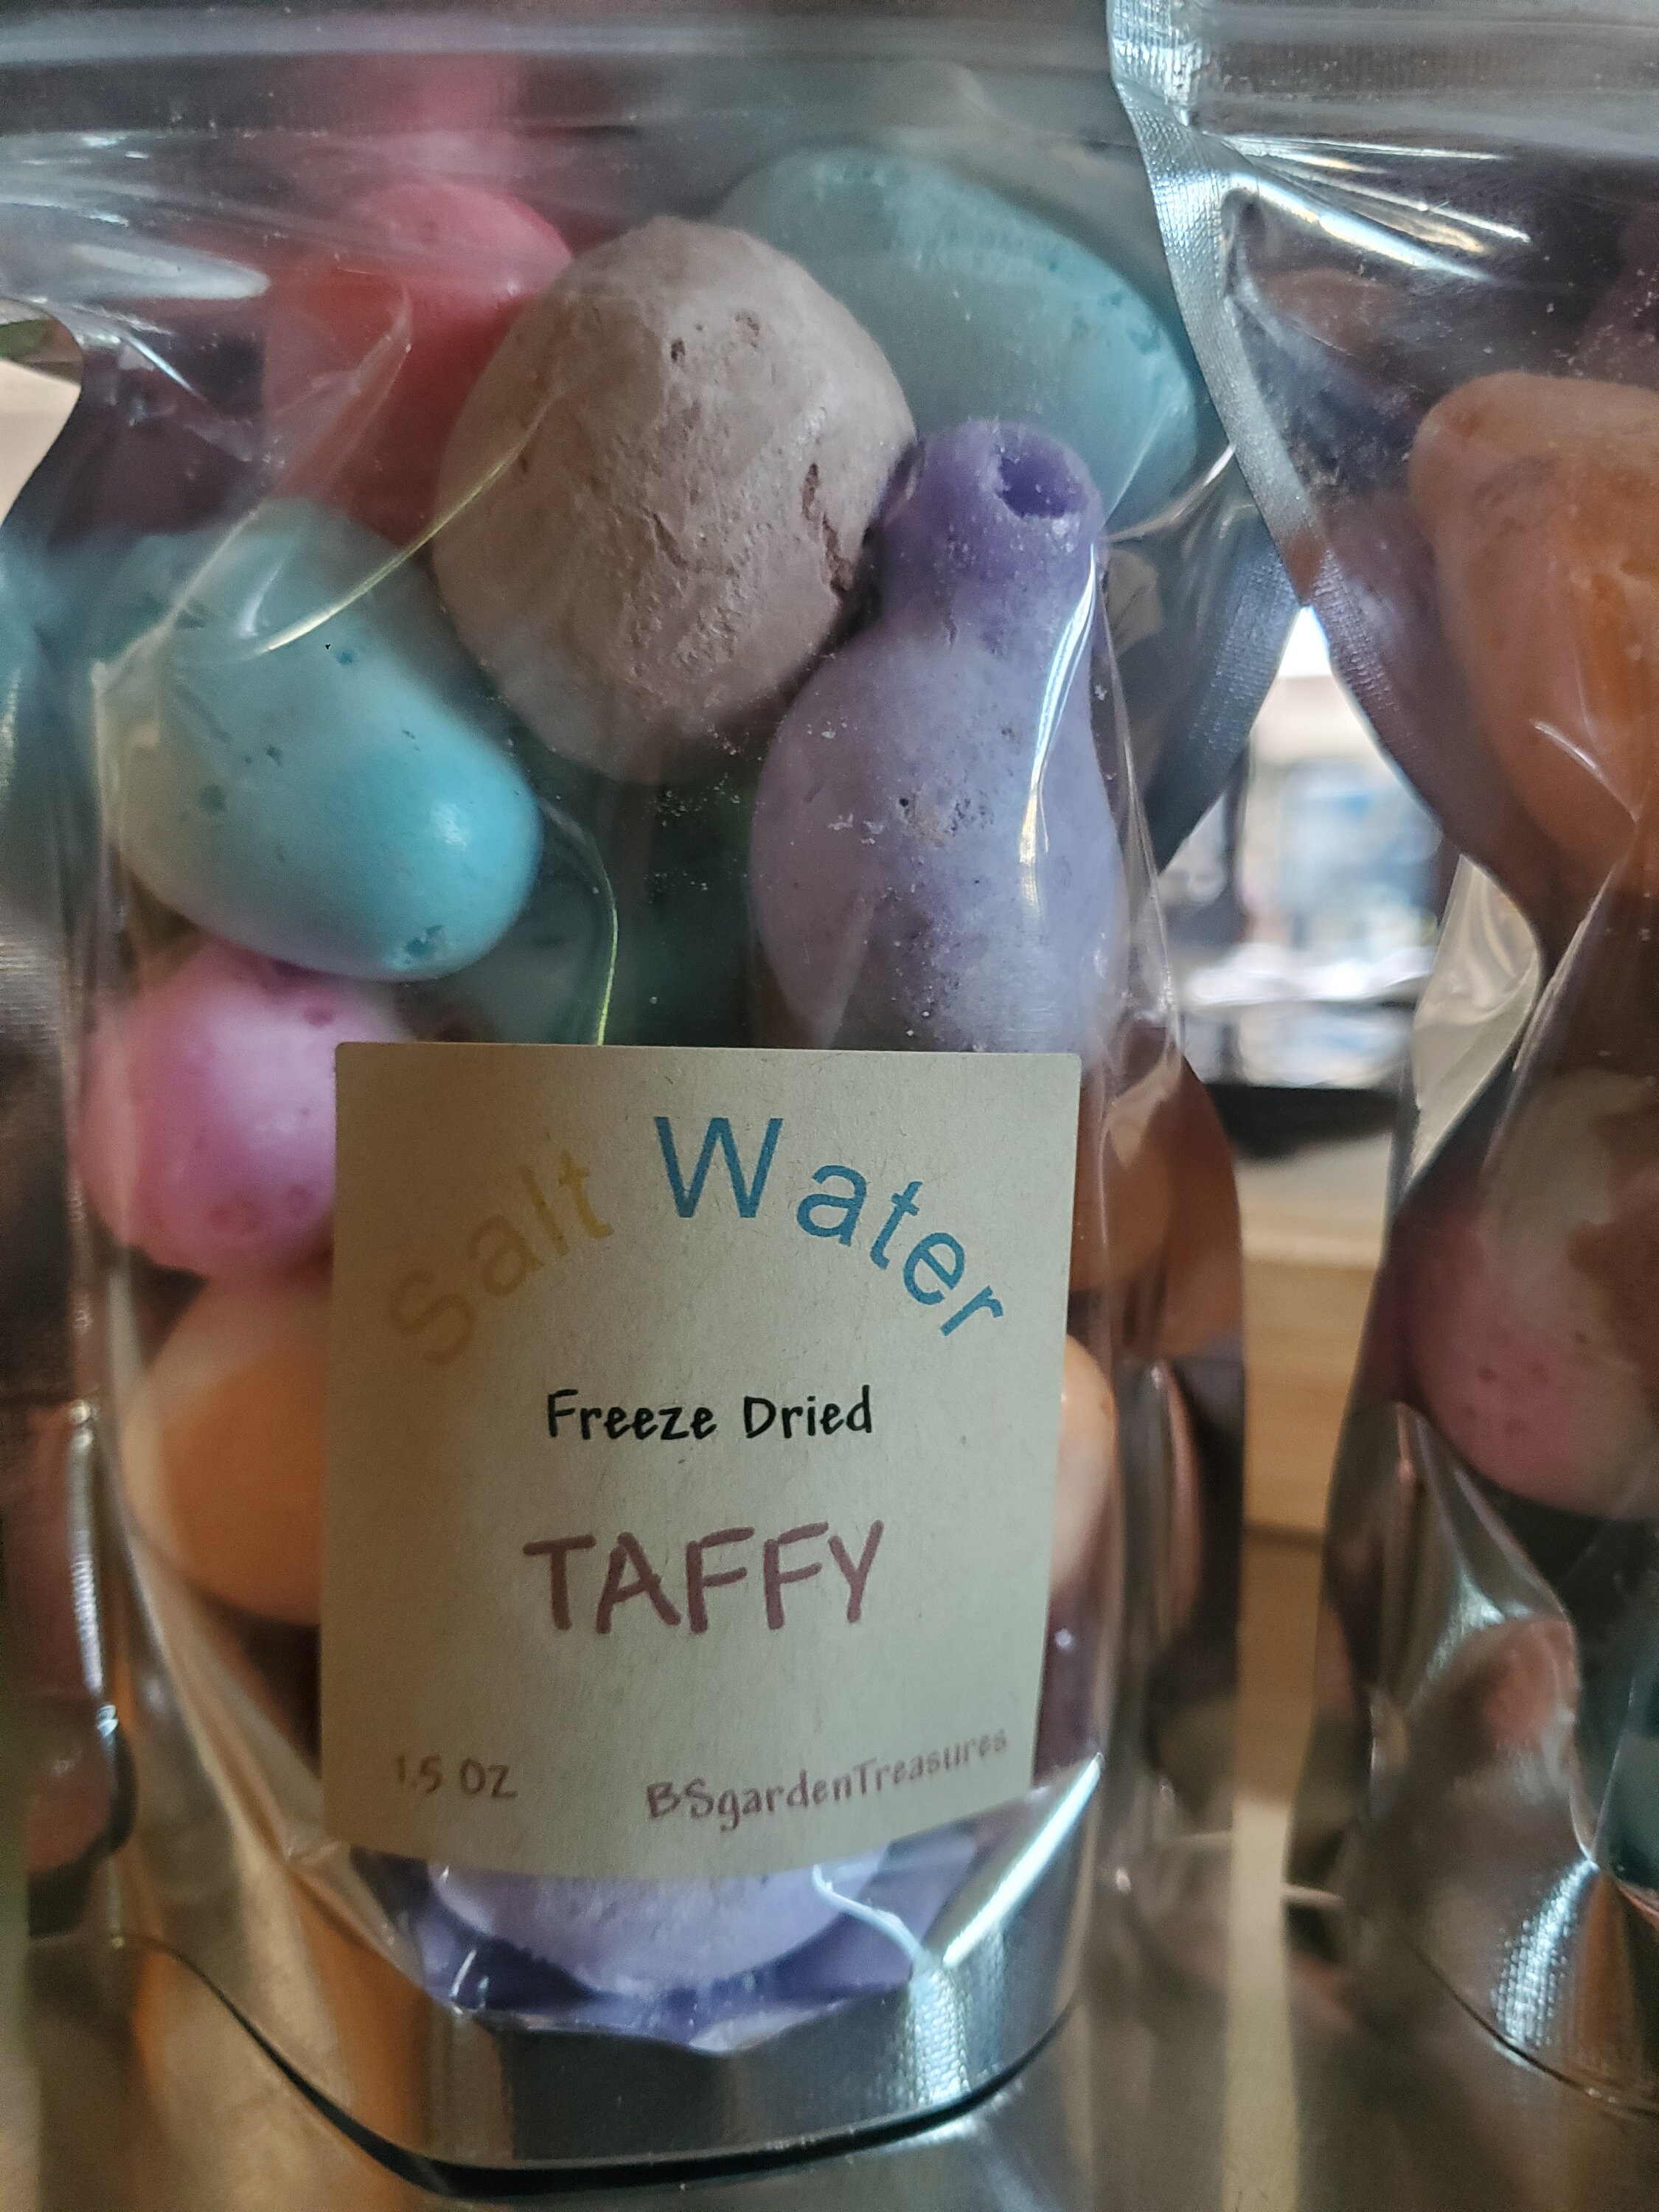 Salt Water
Freeze Dried
TAFFY
1.5 OZ
BSgardenTreasures